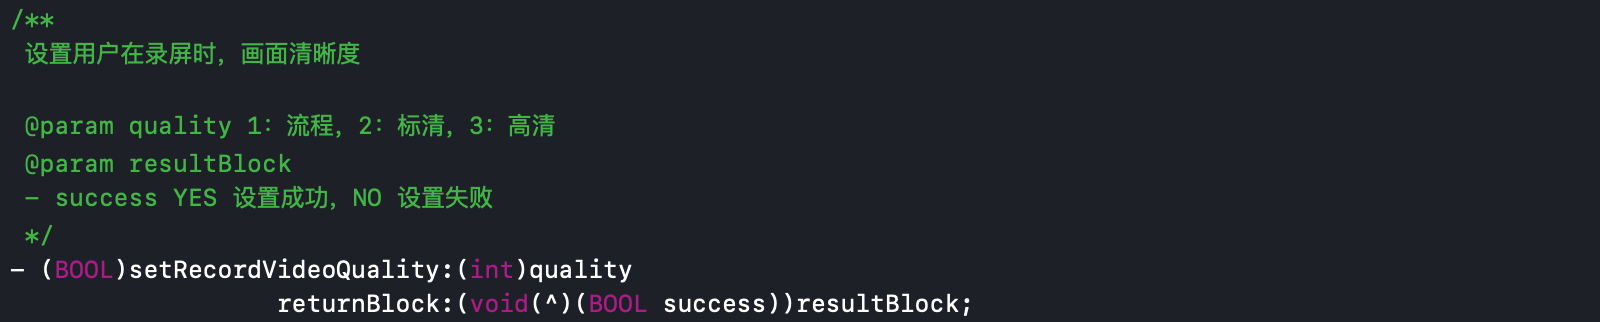 /**
设置用户在录屏时，画面清晰度
@param quality 1：流程，2：标清，3：高清
@param resultBlock
- success YES 设置成功，NO 设置失败
*/
- (BOOL)setRecordVideoQuality:(int)quality
returnBlock:(void(^)(BOOL success))resultBlock;